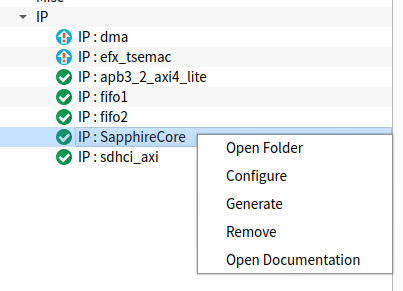 IP
IP : dma
IP : efx_tsemac
IP : apb3_2_axi4_lite
IP : fifo1
IP : fifo2
IP : SapphireCore
IP : sdhci_axi
Open Folder
Configure
Generate
Remove
Open Documentation